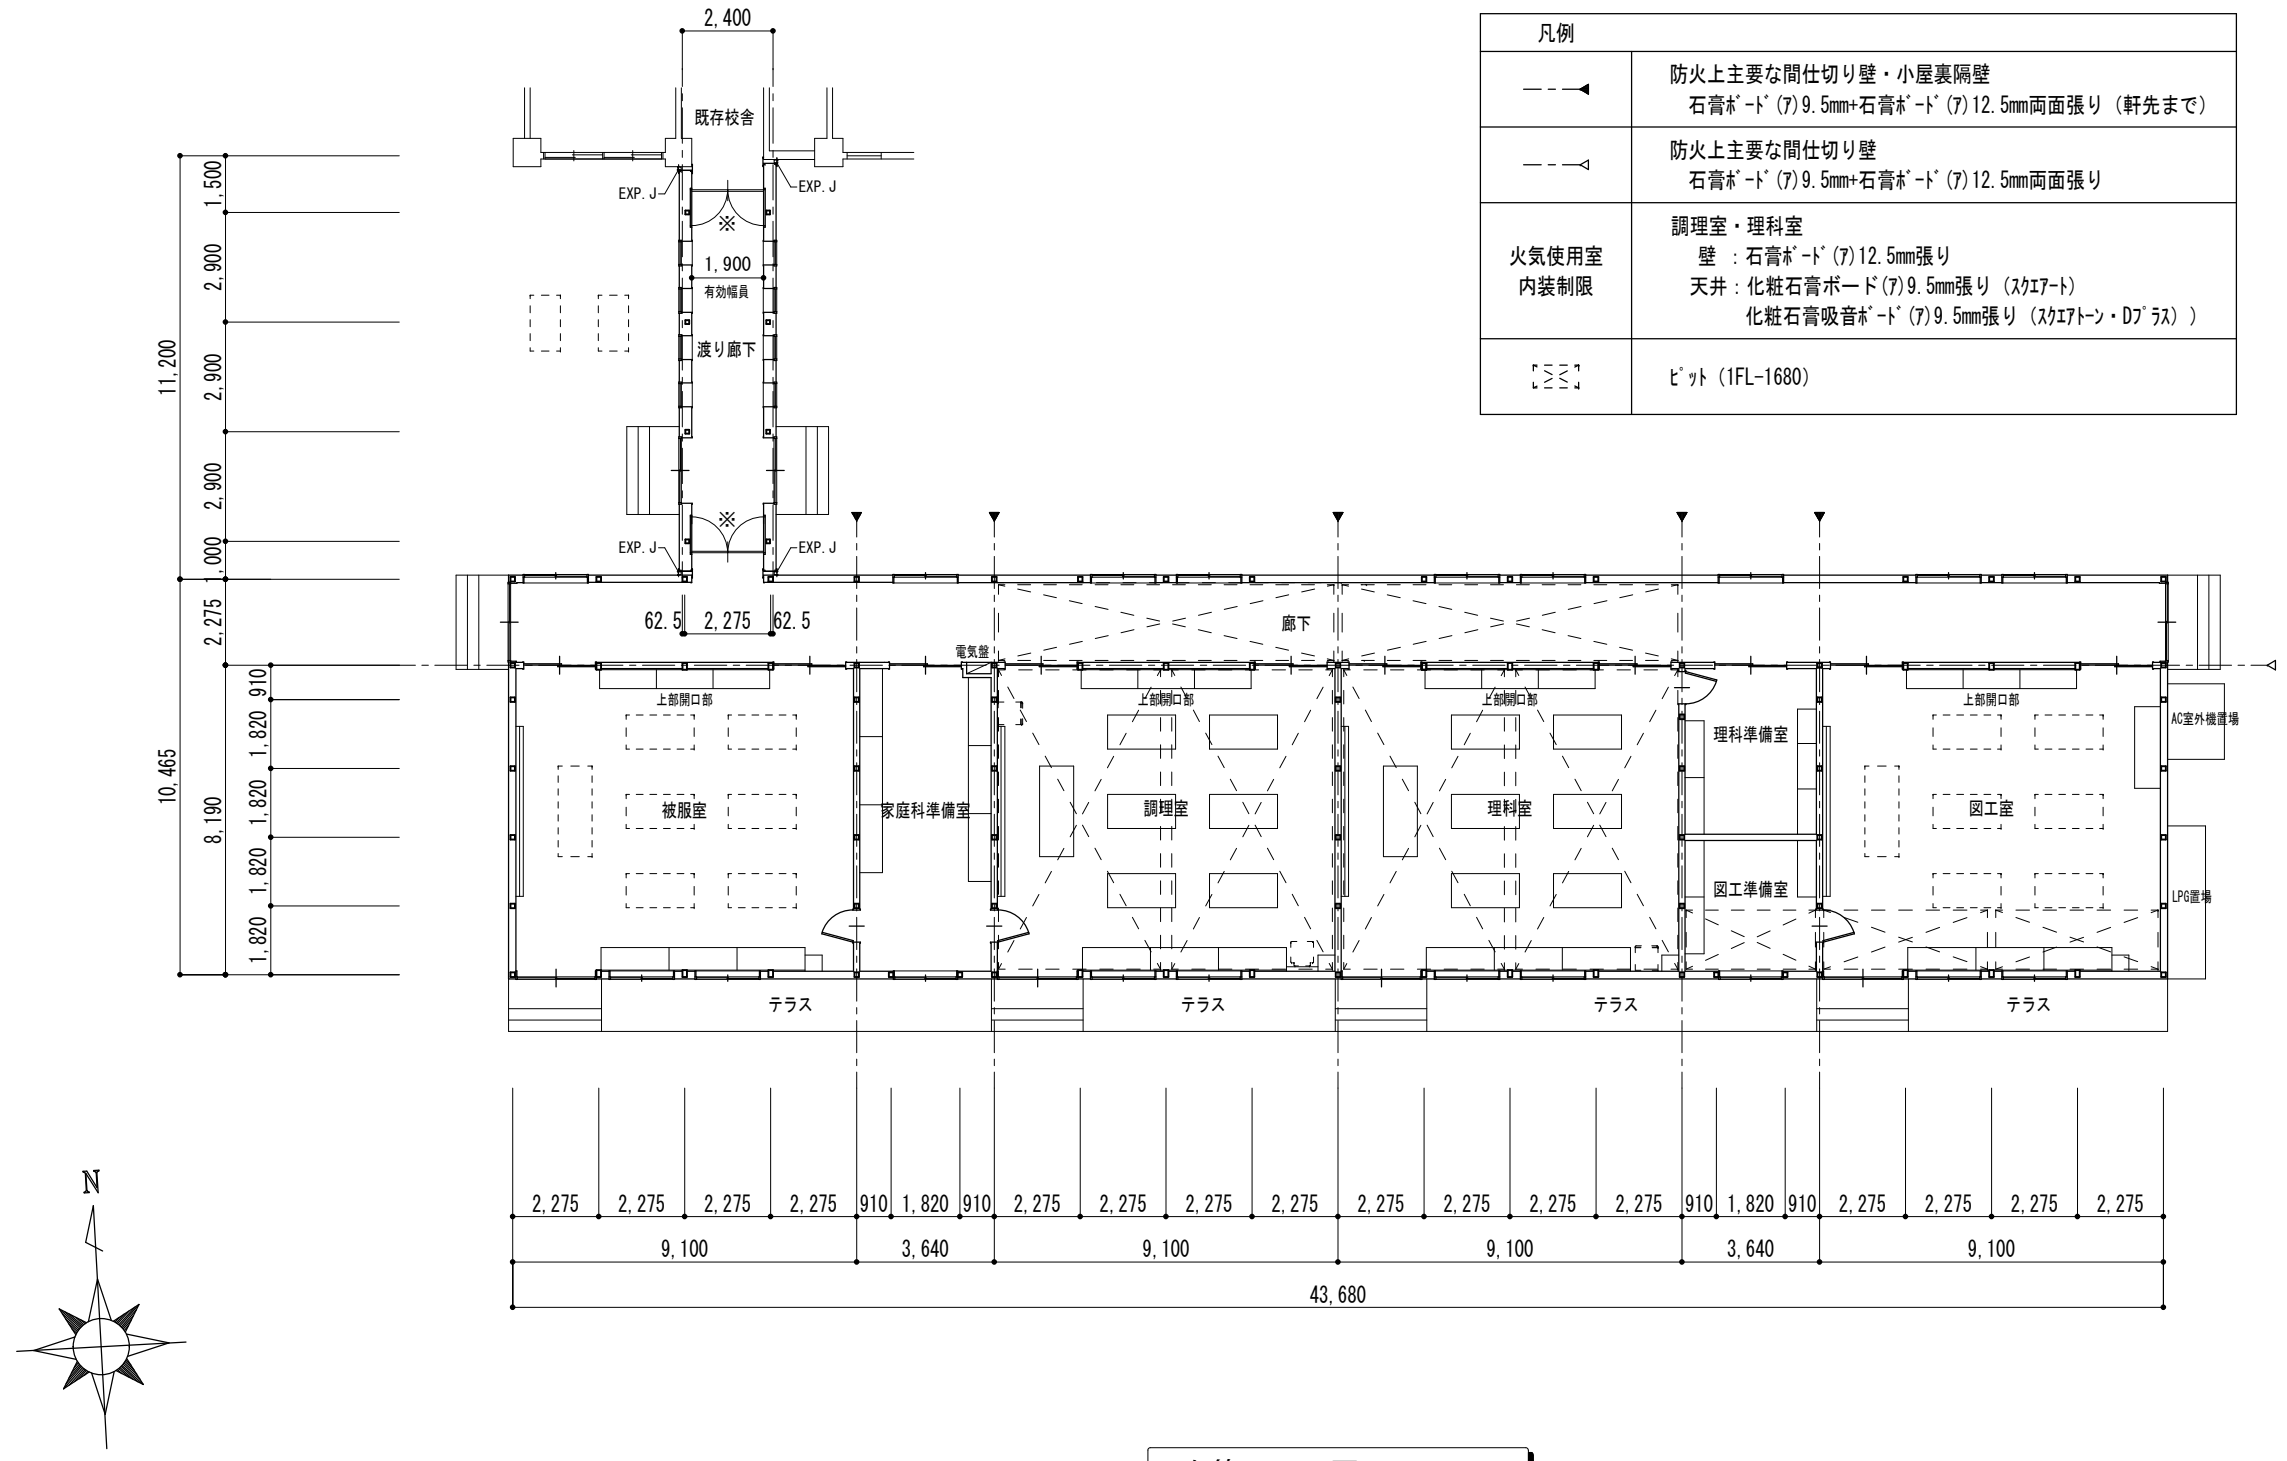 2,400
凡例
防火上主要な間仕切り壁・小屋裏隔壁
石膏ﾎﾞｰﾄﾞ(ｱ)9.5mm+石膏ﾎﾞｰﾄﾞ(ｱ)12.5mm両面張り（軒先まで）
防火上主要な間仕切り壁
石膏ﾎﾞｰﾄﾞ(ｱ)9.5mm+石膏ﾎﾞｰﾄﾞ(ｱ)12.5mm両面張り
火気使用室
内装制限
調理室・理科室
壁 ：石膏ﾎﾞｰﾄﾞ(ｱ)12.5mm張り
天井：化粧石膏ボード(ｱ)9.5mm張り（ｽｸｴｱｰﾄ）
化粧石膏吸音ﾎﾞｰﾄﾞ(ｱ)9.5mm張り（ｽｸｴｱﾄｰﾝ・Dﾌﾟﾗｽ））
ﾋﾟｯﾄ（1FL-1680）
既存校舎
EXP.J
EXP.J
※
1,900
有効幅員
渡り廊下
※
EXP.J
EXP.J
1,500
2,900
2,900
2,900
1,000
11,200
2,275
8,190
10,465
910
1,820
1,820
1,820
1,820
62.5 2,275 62.5
廊下
電気盤
上部開口部
上部開口部
上部開口部
上部開口部
AC室外機置場
理科準備室
被服室
家庭科準備室
調理室
理科室
図工室
図工準備室
LPG置場
テラス
テラス
テラス
テラス
2,275 2,275 2,275 2,275 910 1,820 910 2,275 2,275 2,275 2,275 2,275 2,275 2,275 2,275 910 1,820 910 2,275 2,275 2,275 2,275
9,100 3,640 9,100 9,100 3,640 9,100
43,680
N